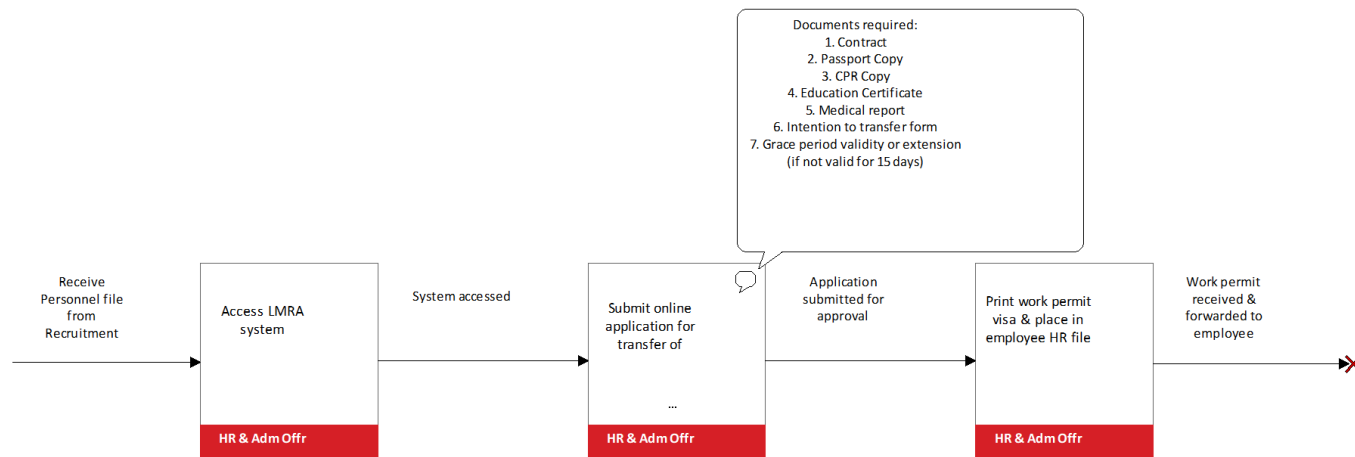 Documents required:
1. Contract
2. Passport Copy
3. CPR Copy
4. Education Certificate
5. Medical report
6. Intention to transfer form
7. Grace period validity or extension
(if not valid for 15 days)
Receive
Personnel file
from
Recruitment
Access LMRA
system
HR & Adm Offr
System accessed
Submit online
application for
transfer of
...
HR & Adm Offr
Application
submitted for
approval
Print work permit
visa & place in
employee HR file
HR & Adm Offr
Work permit
received &
forwarded to
employee